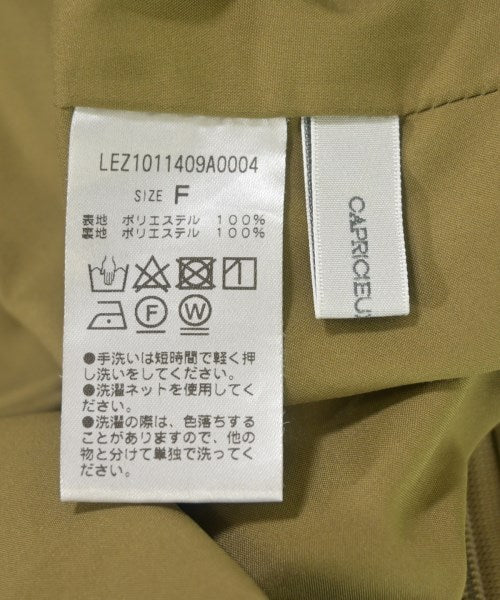 LEZ1011409A0004
SIZE F
表地 ポリエステル 100%
裏地 ポリエステル 100%
F W
●手洗いは短時間で軽く押
し洗いをしてください。
●洗濯ネットを使用してく
ださい。
●洗濯の際は、色落ちする
ことがありますので、他の
物と分けて単独で洗ってく
ださい。
CAPRICIEU